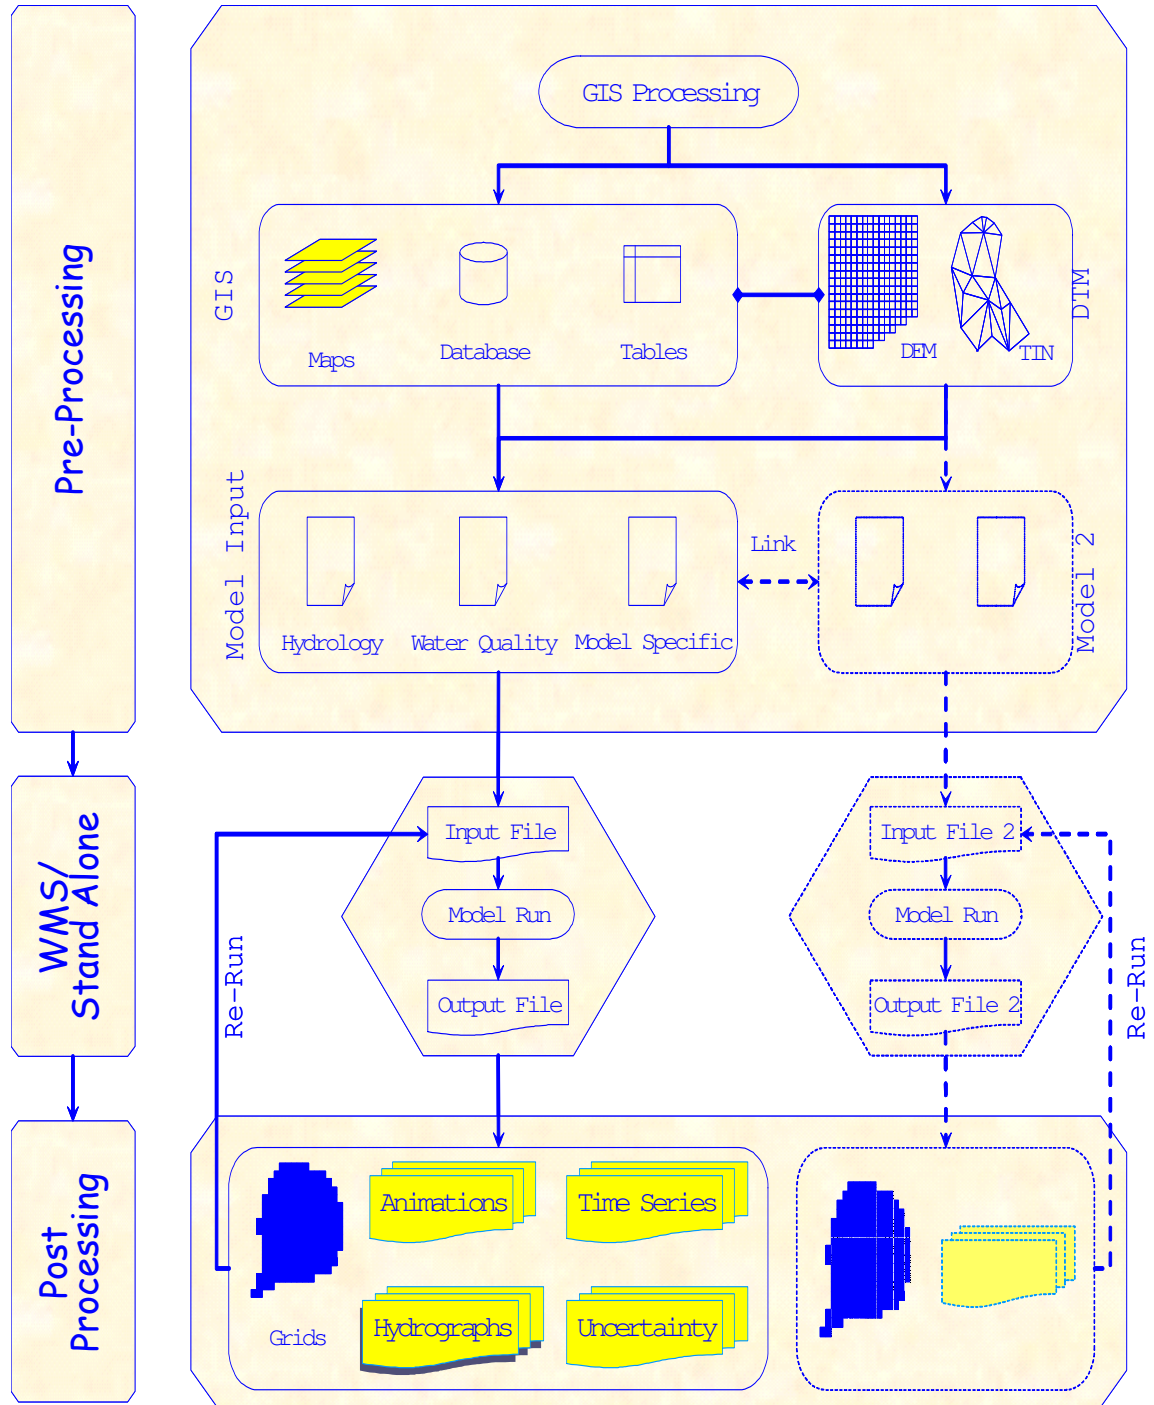 Pre-Processing
GIS Processing
GIS
Maps
Database
Tables
DEM
TIN
DTM
Model Input
Hydrology
Water Quality
Model Specific
Link
Model 2
WMS/
Stand Alone
Re-Run
Input File
Model Run
Output File
Input File 2
Model Run
Output File 2
Re-Run
Post
Processing
Grids
Animations
Time Series
Hydrographs
Uncertainty